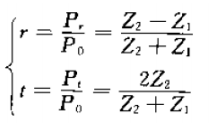 r = P_r / P_0 = (Z_2 − Z_1) / (Z_2 + Z_1)
t = P_t / P_0 = 2Z_2 / (Z_2 + Z_1)